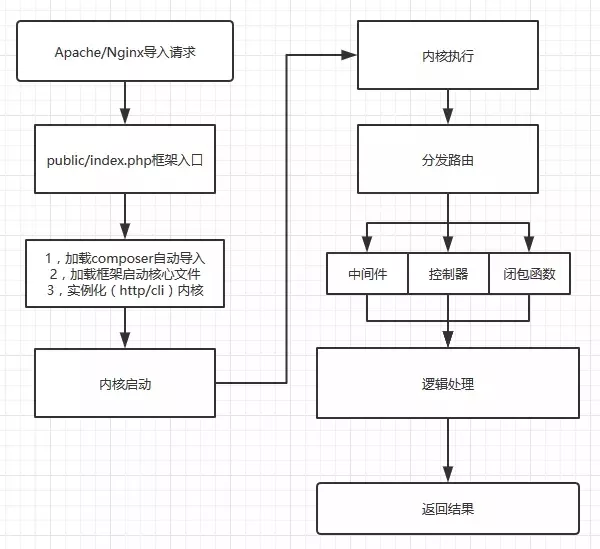 Apache/Nginx导入请求
public/index.php框架入口
1，加载composer自动导入
2，加载框架启动核心文件
3，实例化（http/cli）内核
内核启动
内核执行
分发路由
中间件
控制器
闭包函数
逻辑处理
返回结果